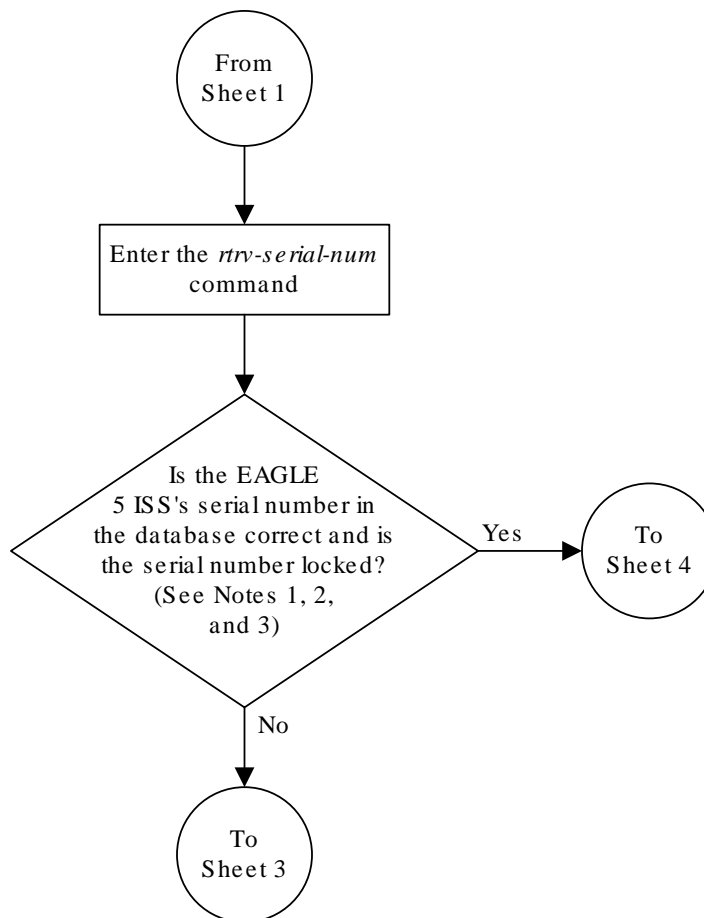 From
Sheet 1
Enter the rtrv-serial-num
command
Is the EAGLE
5 ISS's serial number in
the database correct and is
the serial number locked?
(See Notes 1, 2,
and 3)
Yes
To
Sheet 4
No
To
Sheet 3